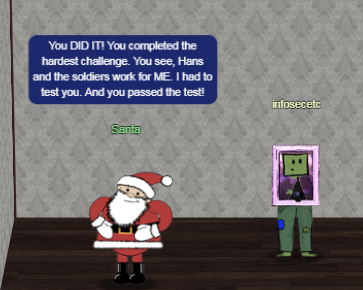 You DID IT! You completed the
hardest challenge. You see, Hans
and the soldiers work for ME. I had to
test you. And you passed the test!
infosecetc
Santa